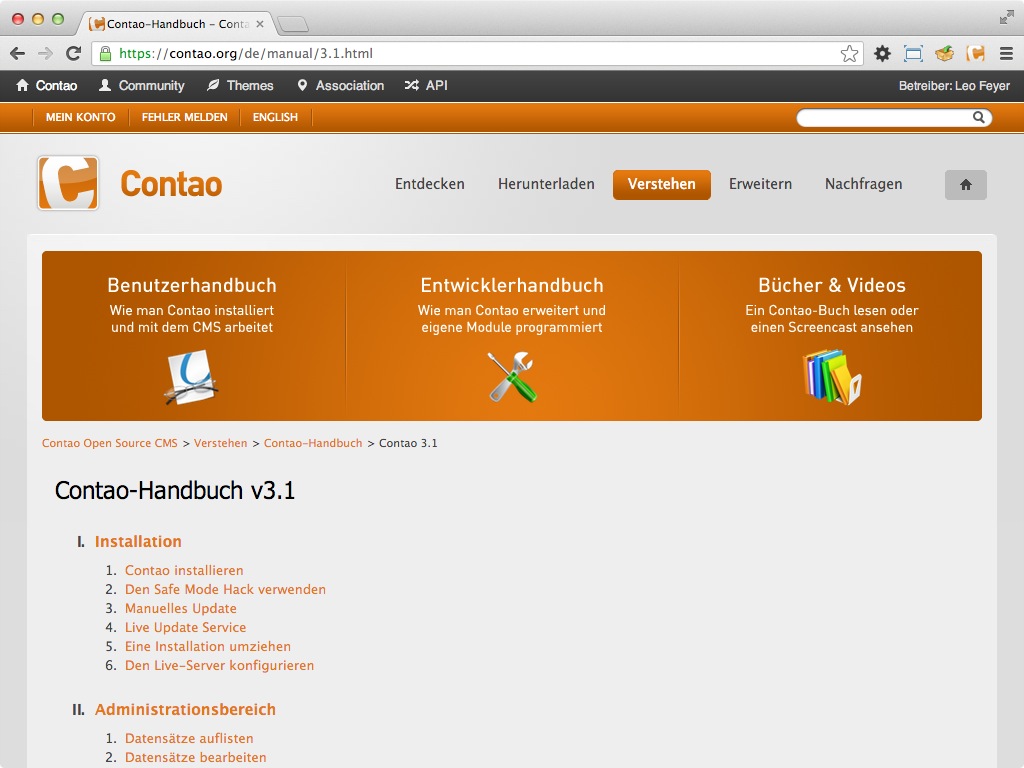 Contao-Handbuch – Conta
https://contao.org/de/manual/3.1.html
Contao Community Themes Association API Betreiber: Leo Feyer
MEIN KONTO FEHLER MELDEN ENGLISH
Contao Entdecken Herunterladen Verstehen Erweitern Nachfragen
Benutzerhandbuch
Wie man Contao installiert
und mit dem CMS arbeitet
Entwicklerhandbuch
Wie man Contao erweitert und
eigene Module programmiert
Bücher & Videos
Ein Contao-Buch lesen oder
einen Screencast ansehen
Contao Open Source CMS > Verstehen > Contao-Handbuch > Contao 3.1
Contao-Handbuch v3.1
I. Installation
1. Contao installieren
2. Den Safe Mode Hack verwenden
3. Manuelles Update
4. Live Update Service
5. Eine Installation umziehen
6. Den Live-Server konfigurieren
II. Administrationsbereich
1. Datensätze auflisten
2. Datensätze bearbeiten